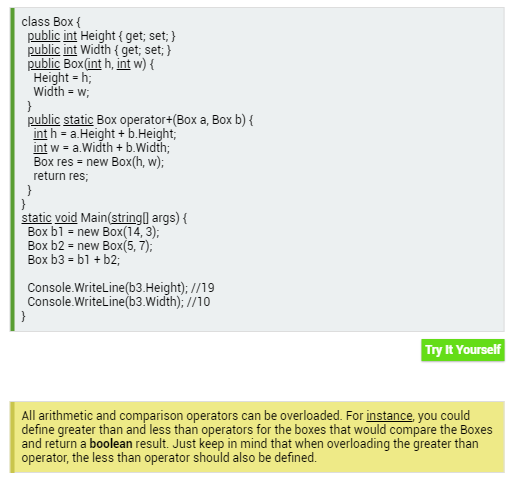 class Box {
public int Height { get; set; }
public int Width { get; set; }
public Box(int h, int w) {
Height = h;
Width = w;
}
public static Box operator+(Box a, Box b) {
int h = a.Height + b.Height;
int w = a.Width + b.Width;
Box res = new Box(h, w);
return res;
}
}
static void Main(string[] args) {
Box b1 = new Box(14, 3);
Box b2 = new Box(5, 7);
Box b3 = b1 + b2;
Console.WriteLine(b3.Height); //19
Console.WriteLine(b3.Width); //10
}
Try It Yourself
All arithmetic and comparison operators can be overloaded. For instance, you could
define greater than and less than operators for the boxes that would compare the Boxes
and return a boolean result. Just keep in mind that when overloading the greater than
operator, the less than operator should also be defined.